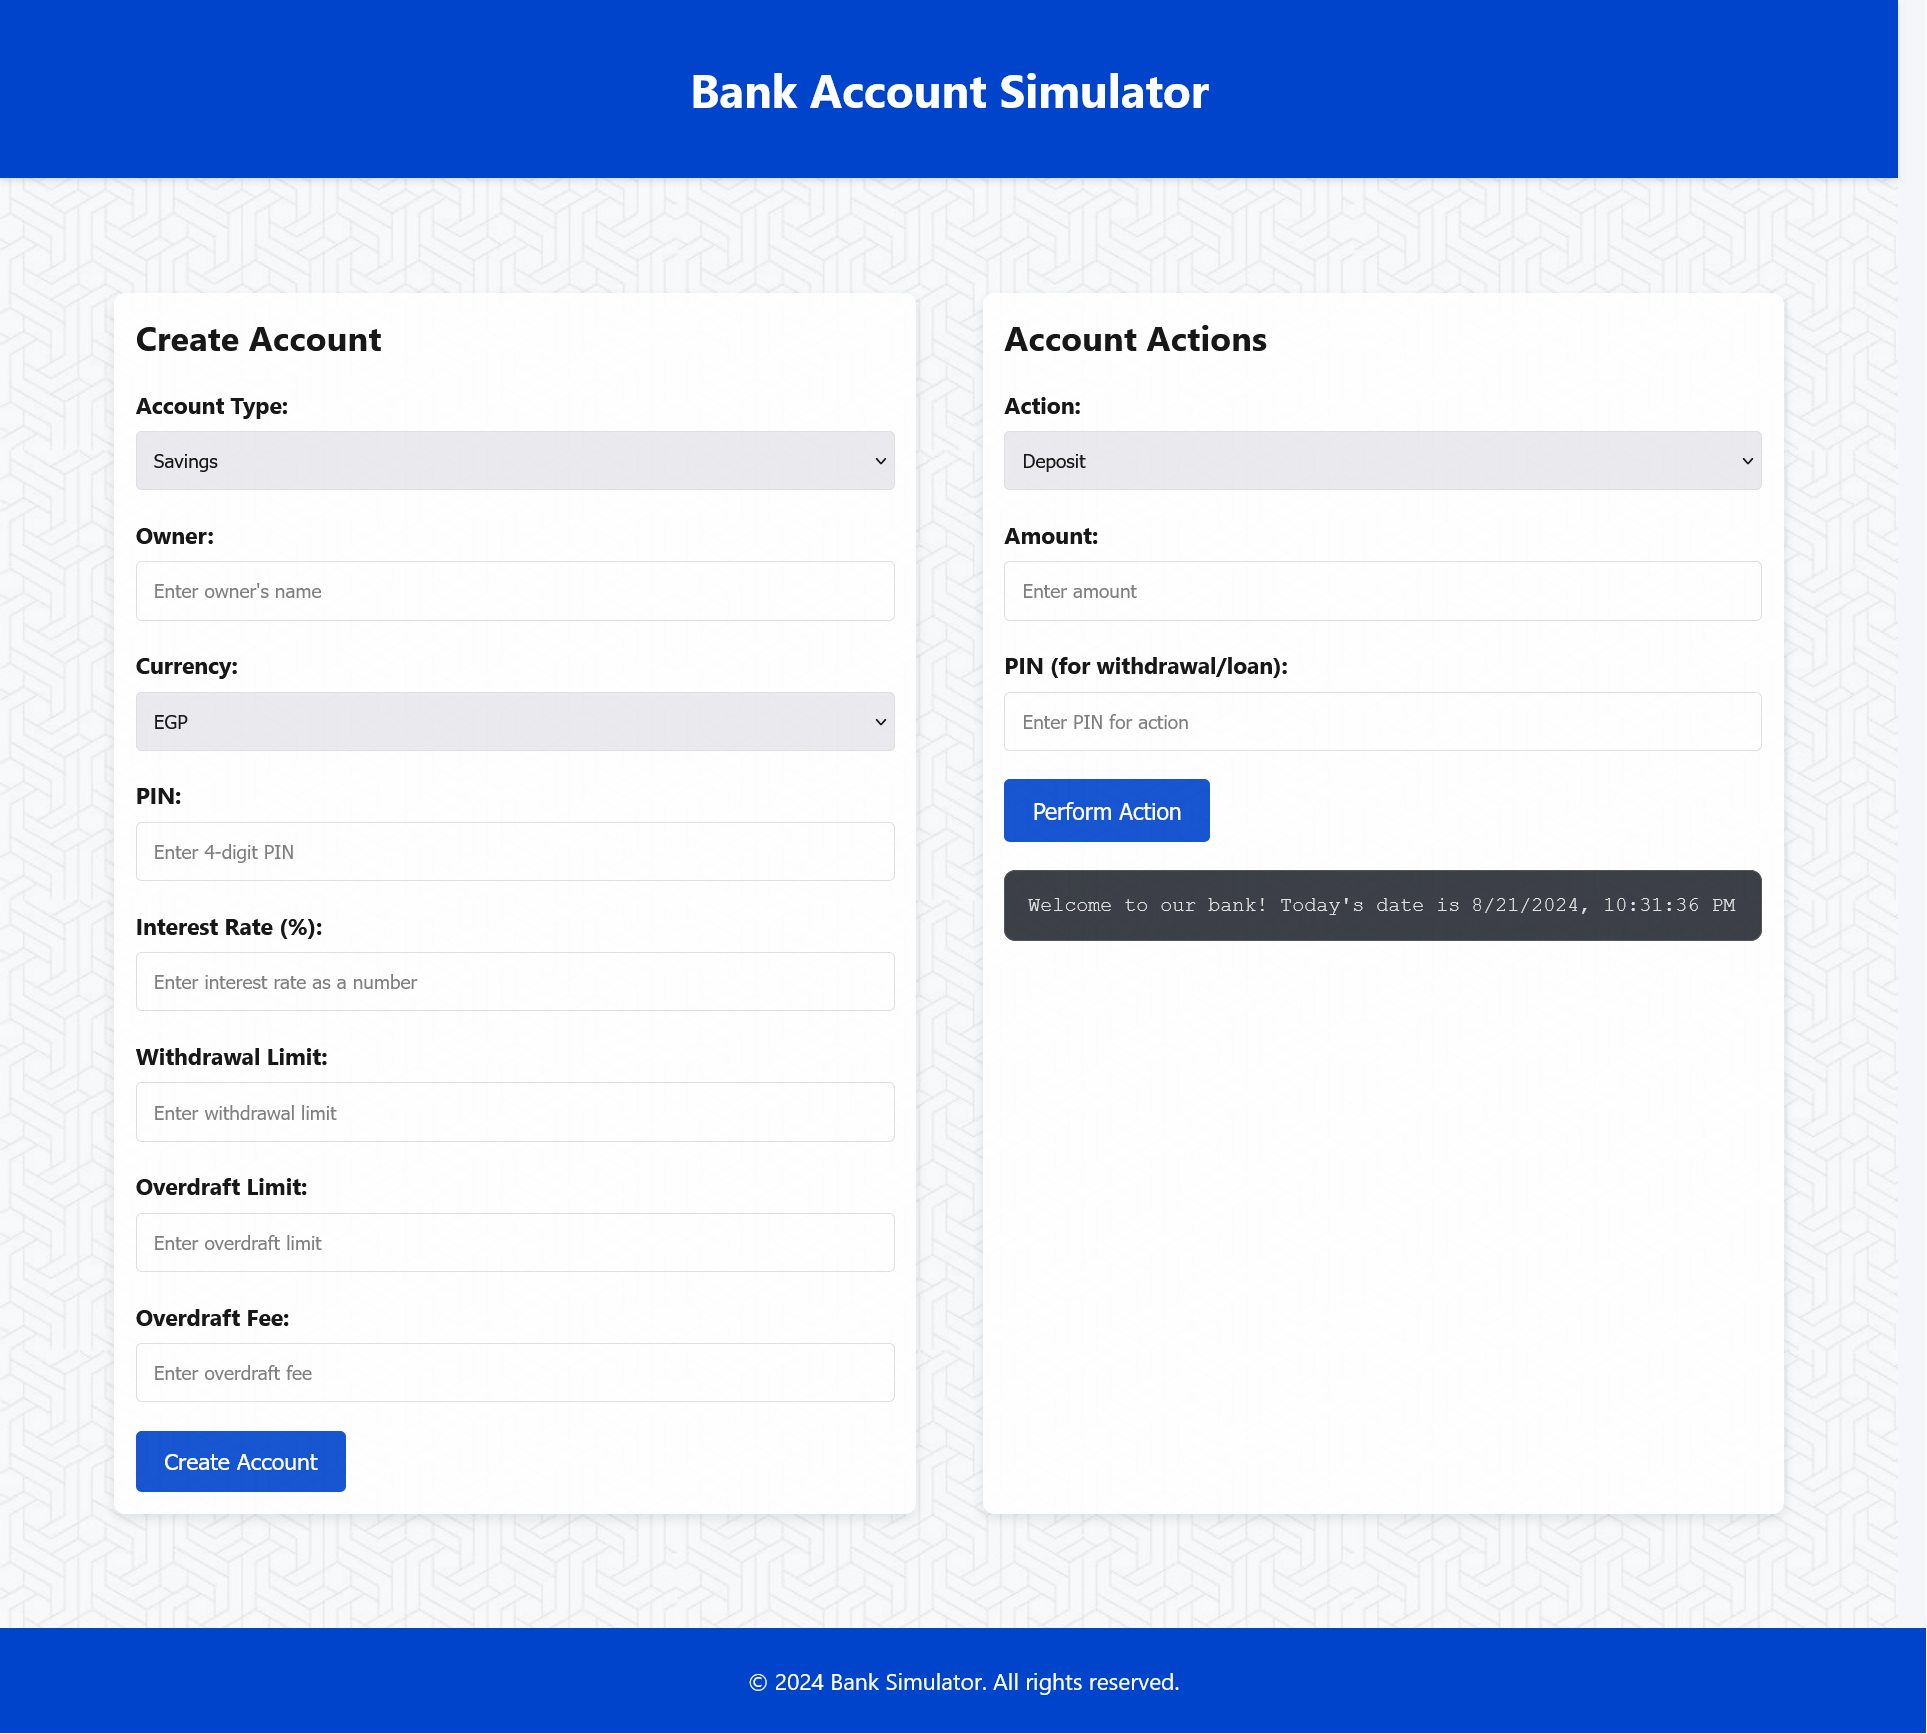 Bank Account Simulator
Create Account
Account Type:
Savings
Owner:
Enter owner's name
Currency:
EGP
PIN:
Enter 4-digit PIN
Interest Rate (%):
Enter interest rate as a number
Withdrawal Limit:
Enter withdrawal limit
Overdraft Limit:
Enter overdraft limit
Overdraft Fee:
Enter overdraft fee
Create Account
Account Actions
Action:
Deposit
Amount:
Enter amount
PIN (for withdrawal/loan):
Enter PIN for action
Perform Action
Welcome to our bank! Today's date is 8/21/2024, 10:31:36 PM
© 2024 Bank Simulator. All rights reserved.